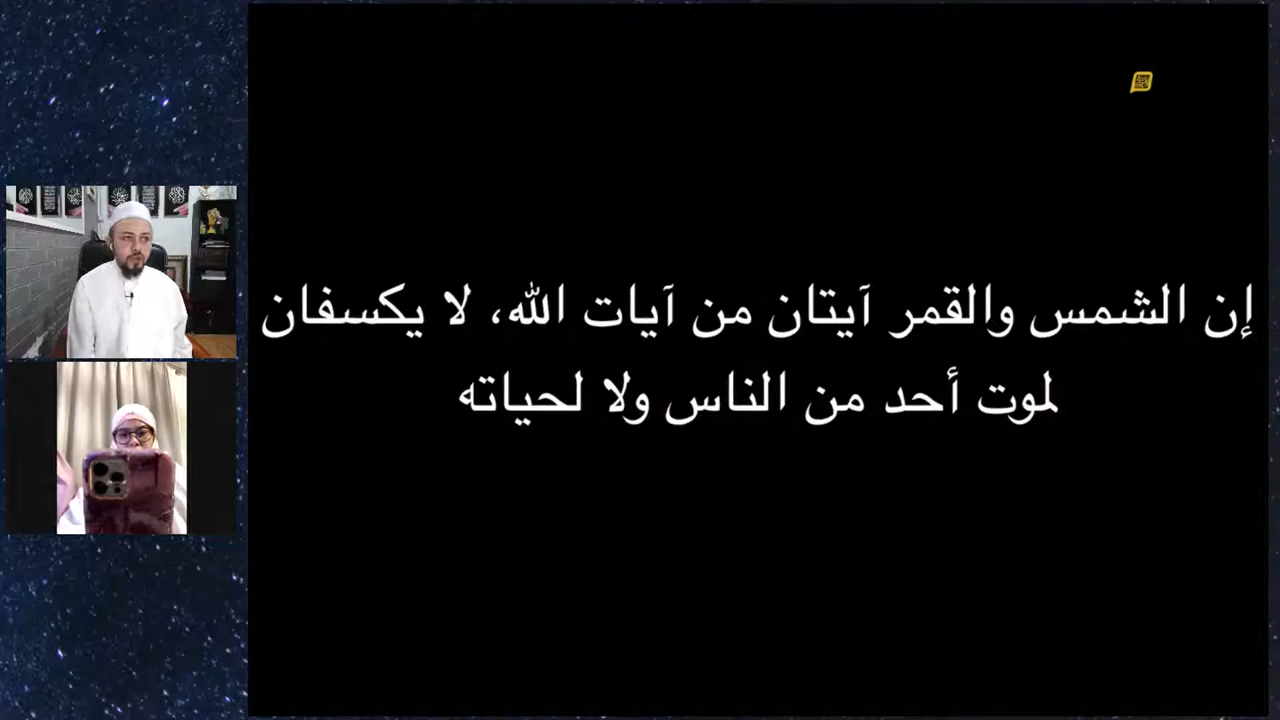 إن الشمس والقمر آيتان من آيات الله، لا يكسفان
لموت أحد من الناس ولا لحياته